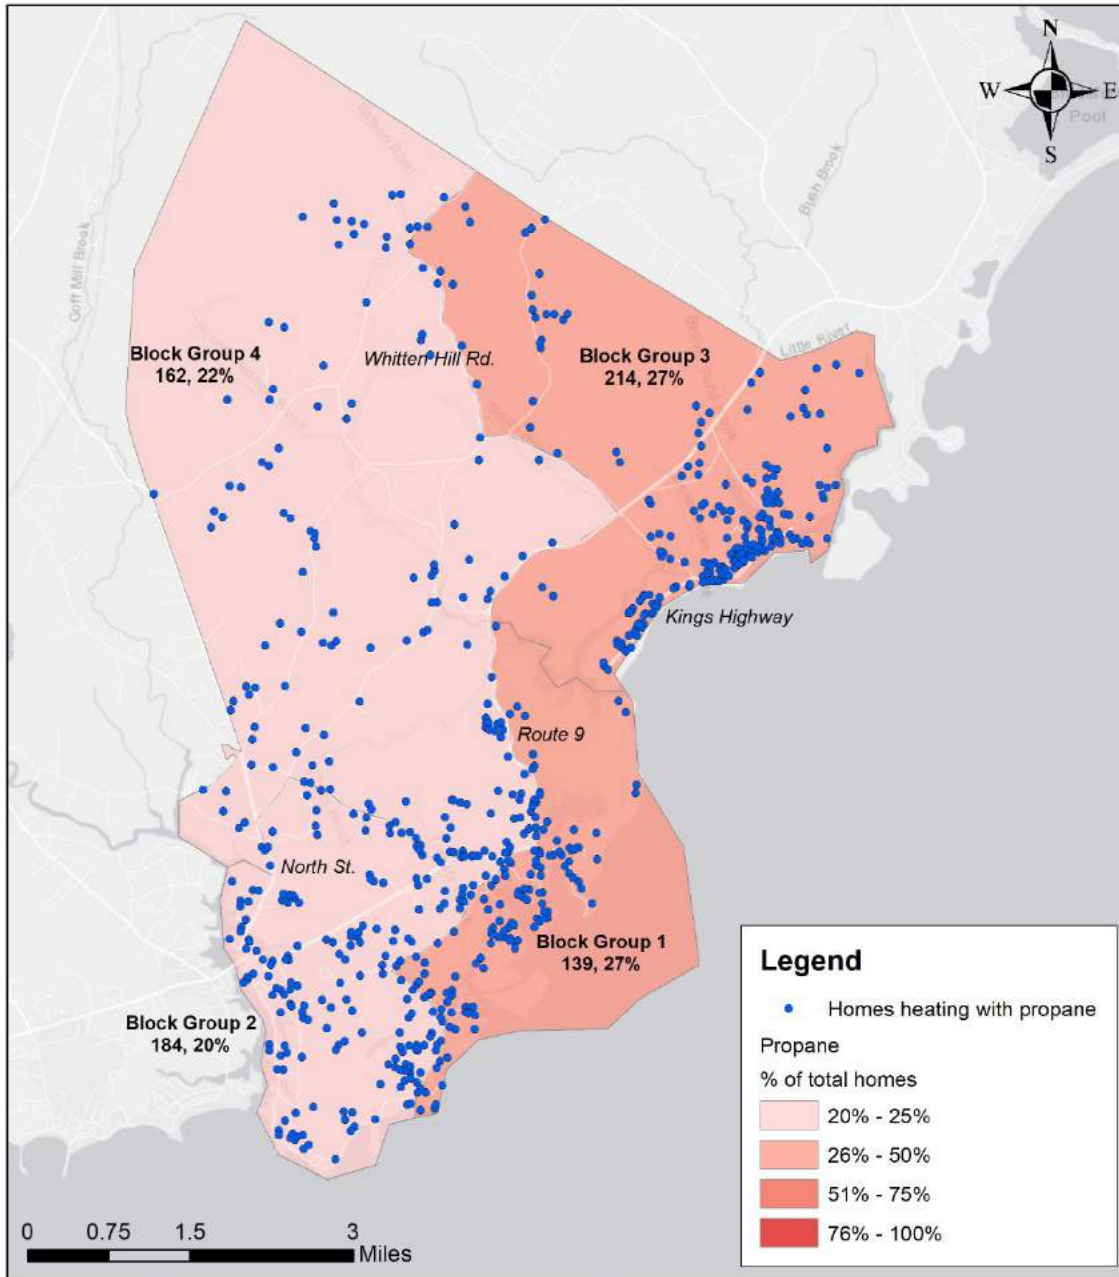 N
W
E
S
Pool
Bush Brook
Goff Mill Brook
Little River
Block Group 4
162, 22%
Whitten Hill Rd.
Block Group 3
214, 27%
Kings Highway
Route 9
North St.
Block Group 1
139, 27%
Block Group 2
184, 20%
Legend
Homes heating with propane
Propane
% of total homes
20% - 25%
26% - 50%
51% - 75%
76% - 100%
0 0.75 1.5 3
Miles